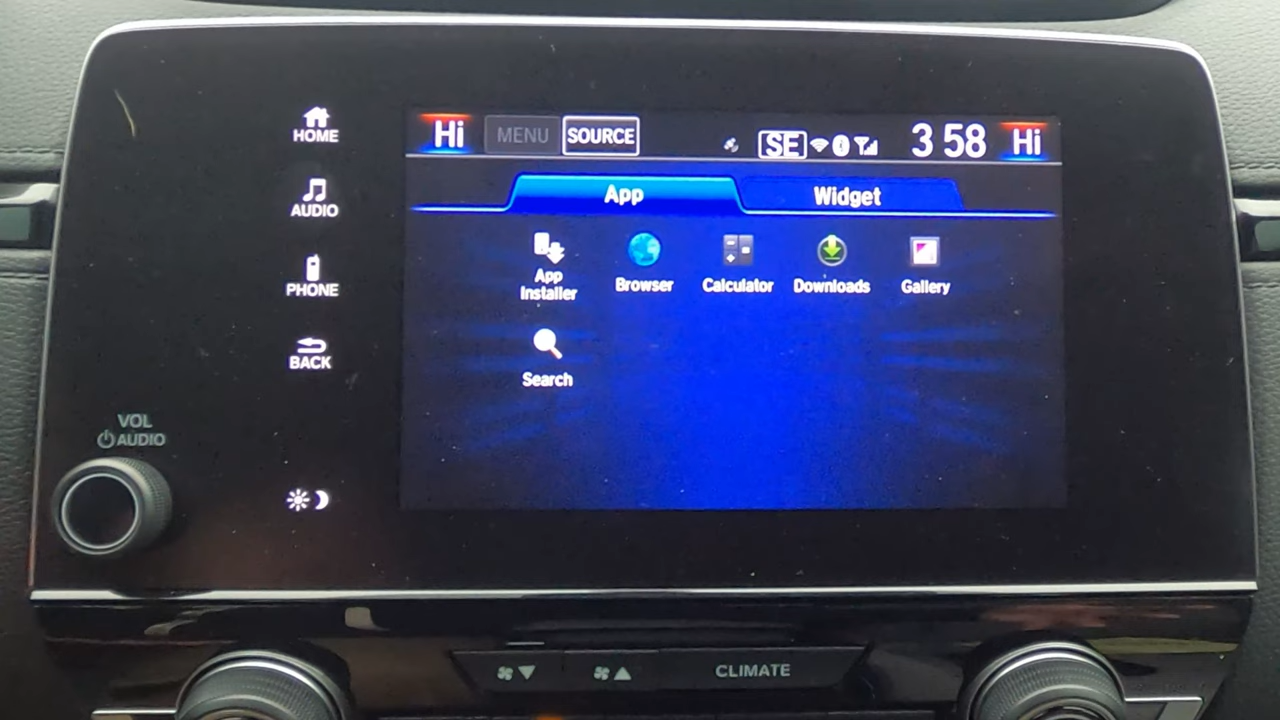 HOME
AUDIO
PHONE
BACK
VOL
AUDIO
Hi MENU SOURCE SE 3 58 Hi
App Widget
App
Installer
Browser Calculator Downloads Gallery
Search
CLIMATE